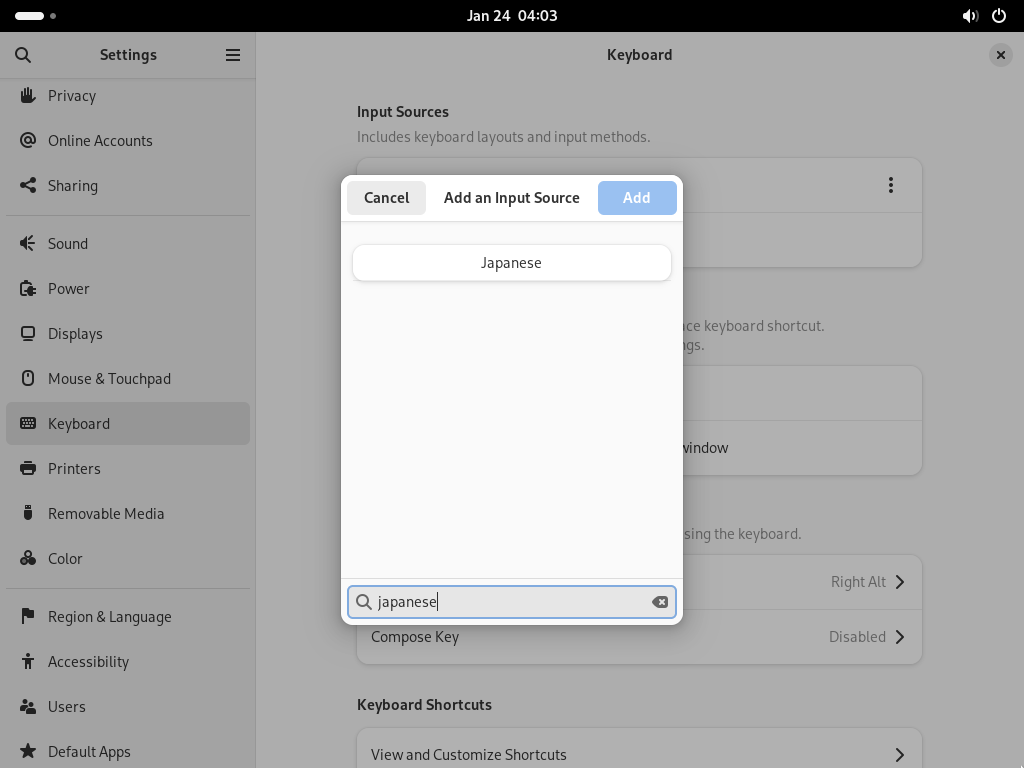 Jan 24 04:03
Settings
Keyboard
Privacy
Online Accounts
Sharing
Sound
Power
Displays
Mouse & Touchpad
Keyboard
Printers
Removable Media
Color
Region & Language
Accessibility
Users
Default Apps
Input Sources
Includes keyboard layouts and input methods.
Cancel
Add an Input Source
Add
Japanese
japanese
keyboard shortcut.
window
using the keyboard.
Right Alt
Compose Key
Disabled
Keyboard Shortcuts
View and Customize Shortcuts